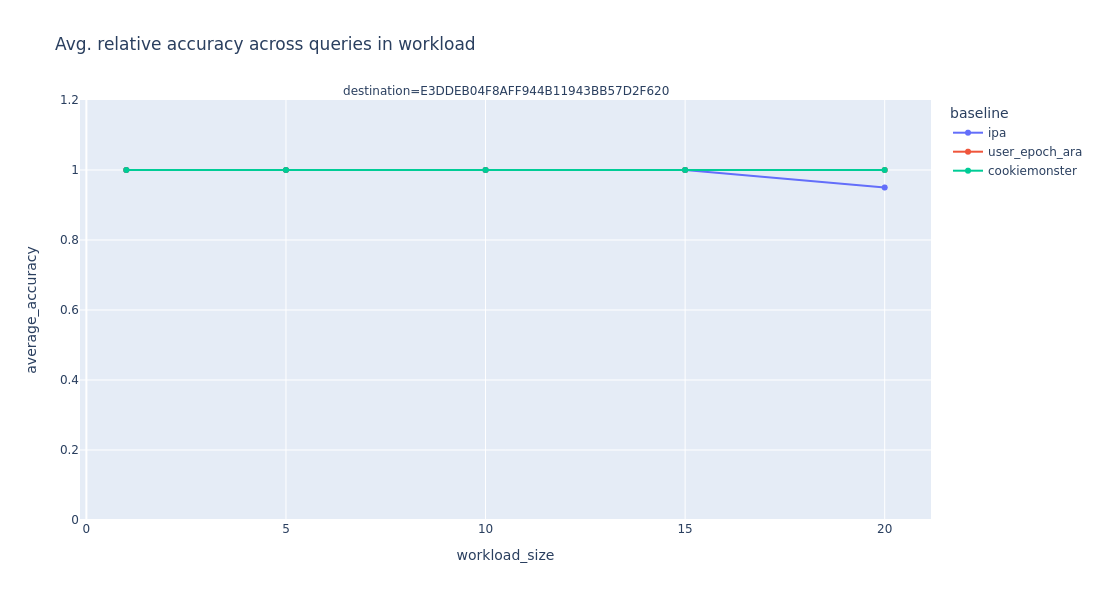 Avg. relative accuracy across queries in workload
destination=E3DDEB04F8AFF944B11943BB57D2F620
baseline
ipa
user_epoch_ara
cookiemonster
average_accuracy
1.2
1
0.8
0.6
0.4
0.2
0
0 5 10 15 20
workload_size